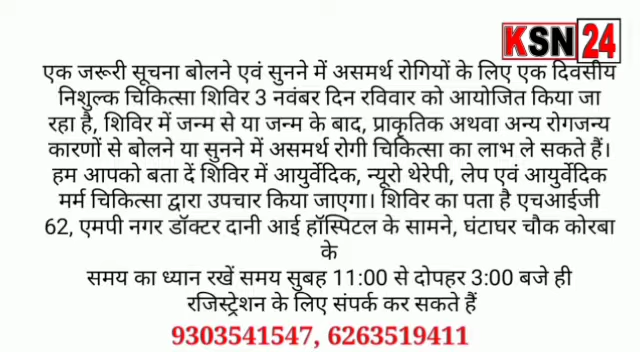 KSN 24
एक जरूरी सूचना बोलने एवं सुनने में असमर्थ रोगियों के लिए एक दिवसीय
निशुल्क चिकित्सा शिविर 3 नवंबर दिन रविवार को आयोजित किया जा
रहा है, शिविर में जन्म से या जन्म के बाद, प्राकृतिक अथवा अन्य रोगजन्य
कारणों से बोलने या सुनने में असमर्थ रोगी चिकित्सा का लाभ ले सकते हैं।
हम आपको बता दें शिविर में आयुर्वेदिक, न्यूरो थेरेपी, लेप एवं आयुर्वेदिक
मर्म चिकित्सा द्वारा उपचार किया जाएगा। शिविर का पता है एचआईजी
62, एमपी नगर डॉक्टर दानी आई हॉस्पिटल के सामने, घंटाघर चौक कोरबा
के
समय का ध्यान रखें समय सुबह 11:00 से दोपहर 3:00 बजे ही
रजिस्ट्रेशन के लिए संपर्क कर सकते हैं
9303541547, 6263519411